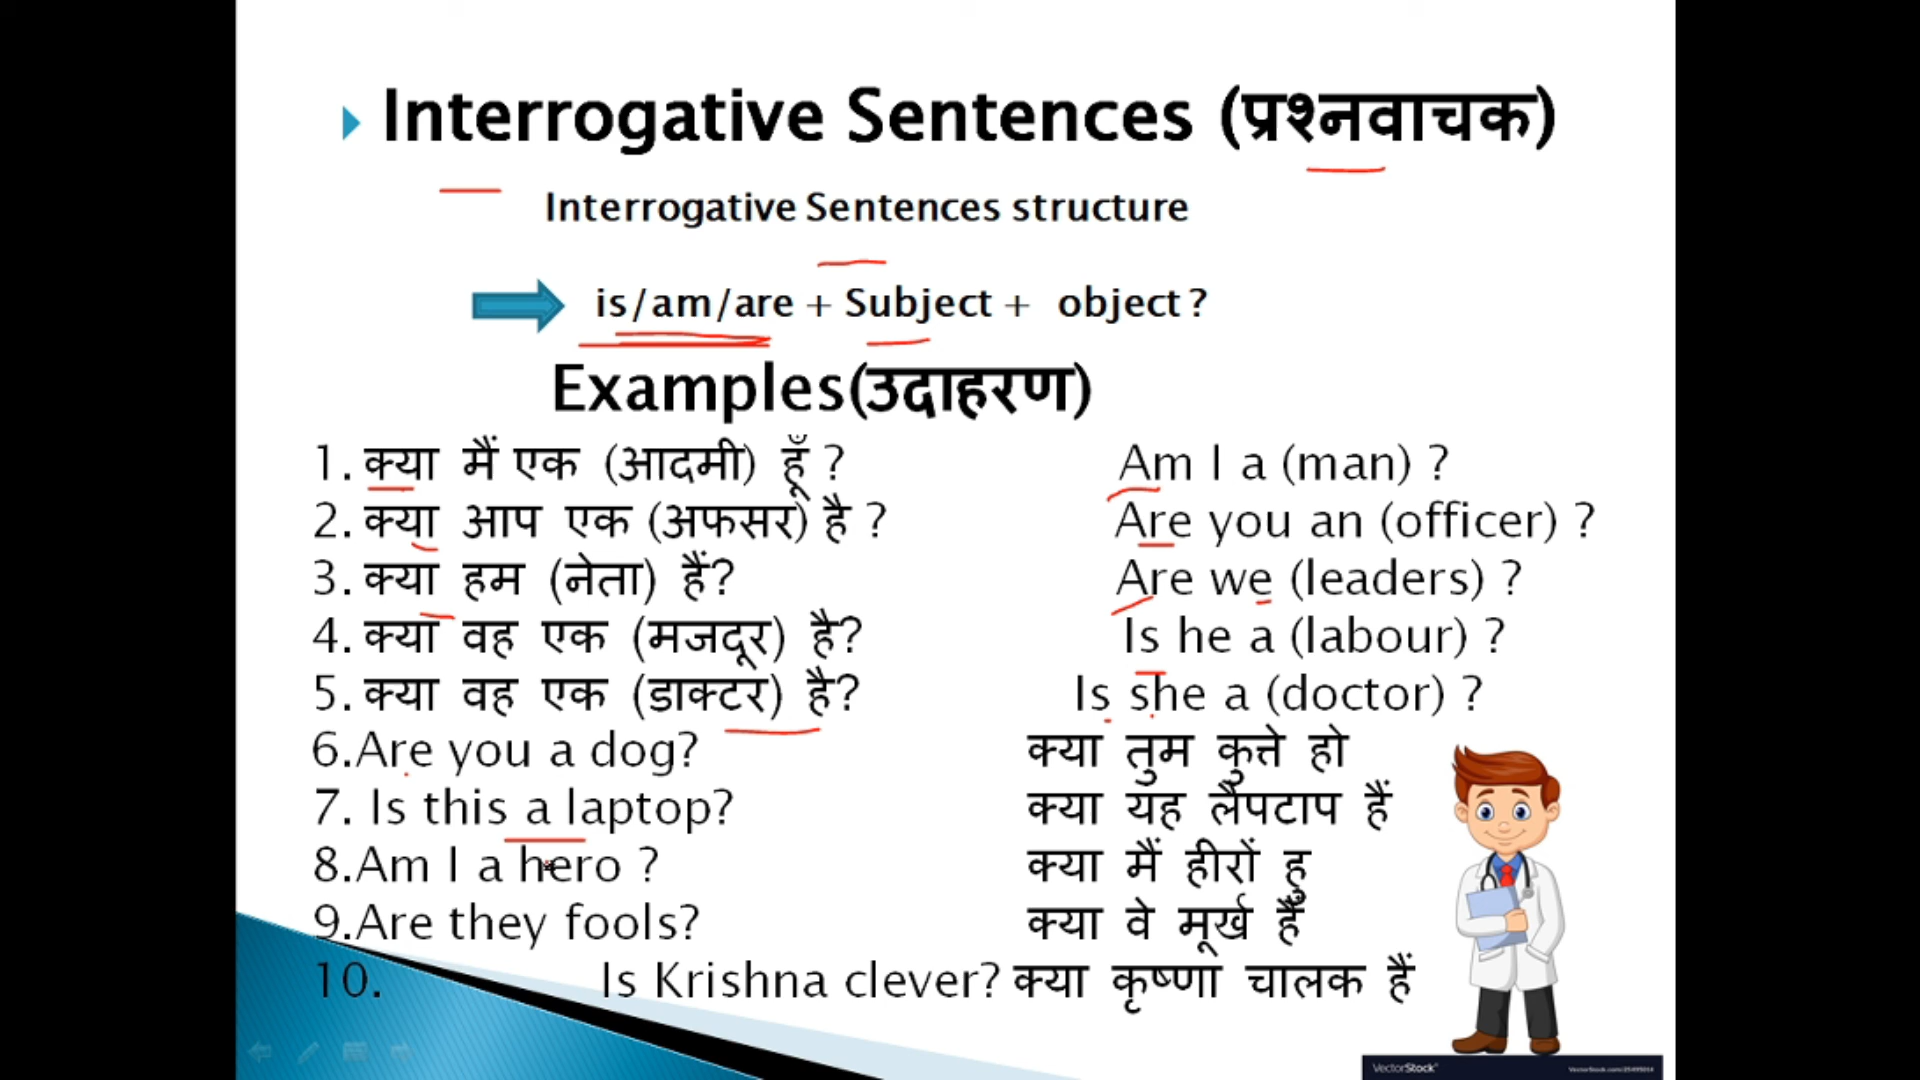 Interrogative Sentences (प्रश्नवाचक)
Interrogative Sentences structure
is/am/are + Subject + object ?
Examples(उदाहरण)
1. क्या मैं एक (आदमी) हूँ ? Am I a (man) ?
2. क्या आप एक (अफसर) है ? Are you an (officer) ?
3. क्या हम (नेता) हैं? Are we (leaders) ?
4. क्या वह एक (मजदूर) है? Is he a (labour) ?
5. क्या वह एक (डाक्टर) है? Is she a (doctor) ?
6.Are you a dog? क्या तुम कुत्ते हो
7. Is this a laptop? क्या यह लैपटाप हैं
8.Am I a hero ? क्या मैं हीरों हु
9.Are they fools? क्या वे मूर्ख हैँ
10. Is Krishna clever? क्या कृष्णा चालक हैं
VectorStock